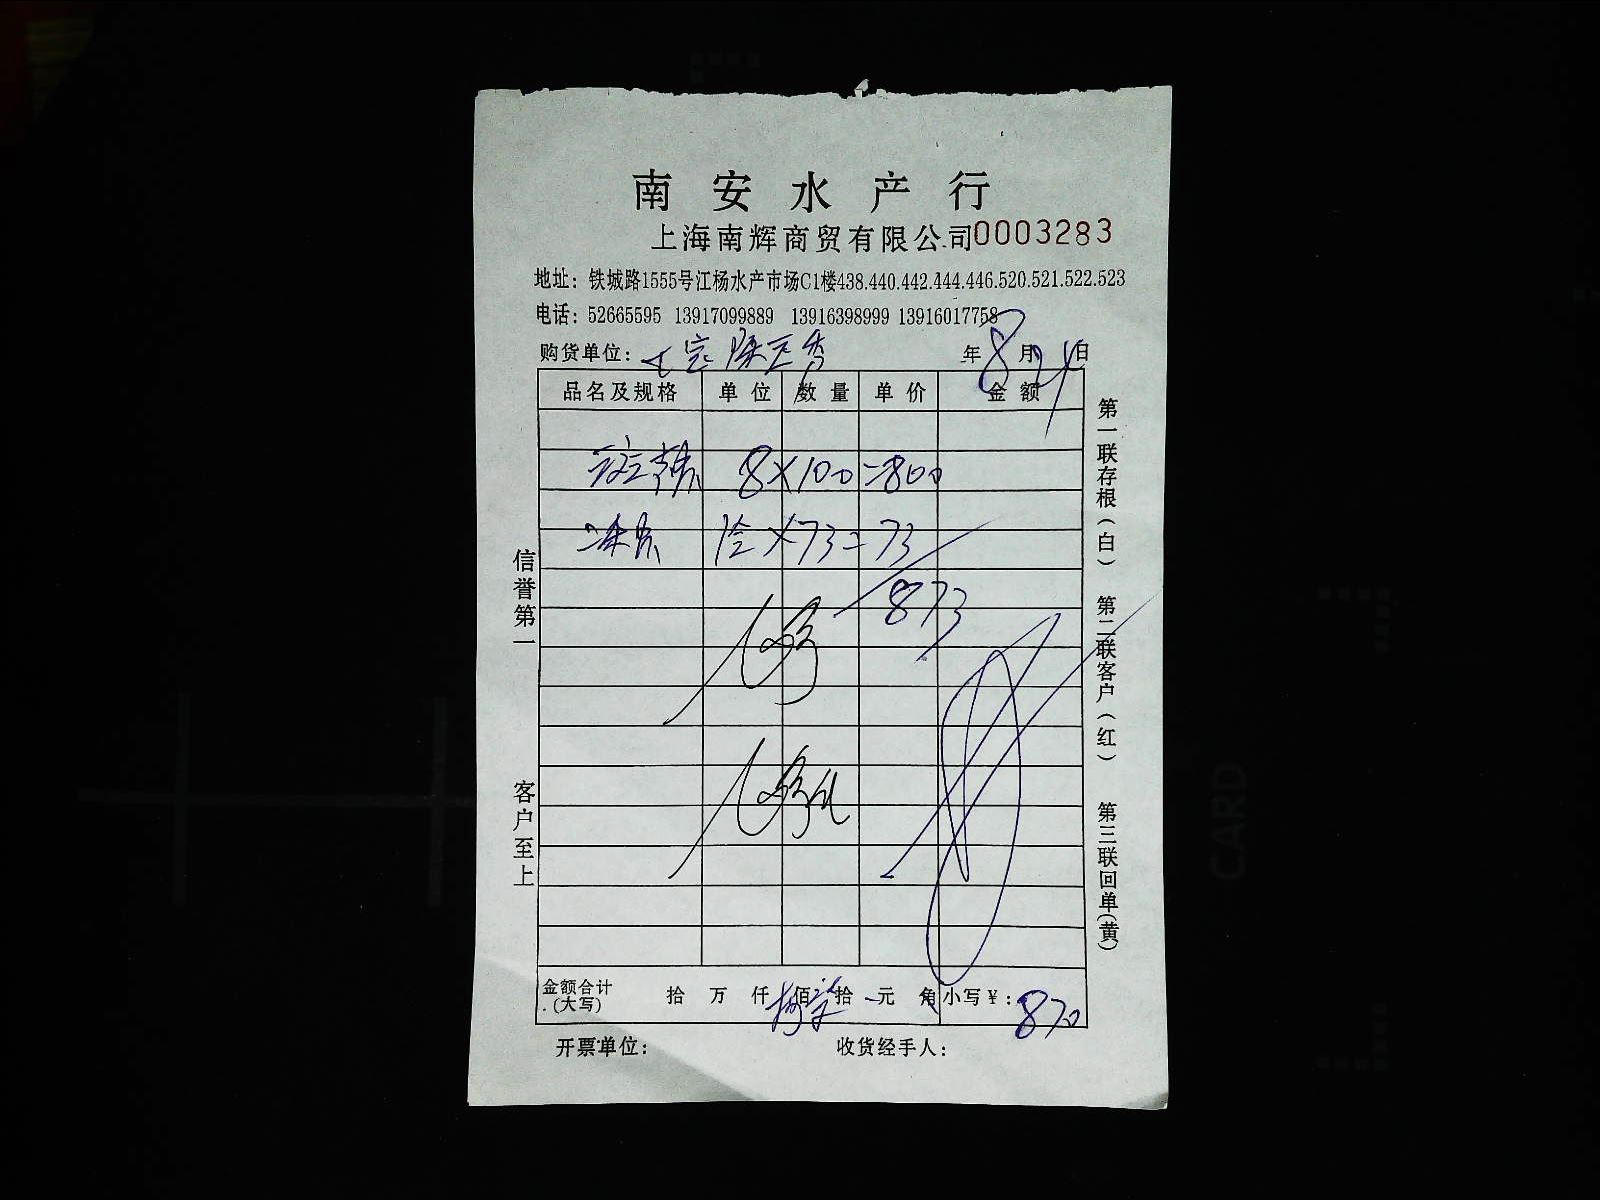 南安水产行
上海南辉商贸有限公司0003283
地址：铁城路1555号江杨水产市场C1楼438.440.442.444.446.520.521.522.523
电话：52665595 13917099889 13916398999 13916017758
购货单位： 年8月24日
品名及规格 单位 数量 单价 金额
8×100=800
×73=73
873
金额合计(大写) 拾 万 仟 佰 拾 元 角 小写￥：870
开票单位： 收货经手人：
信誉第一 客户至上
第一联存根(白) 第二联客户(红) 第三联回单(黄)
CARD